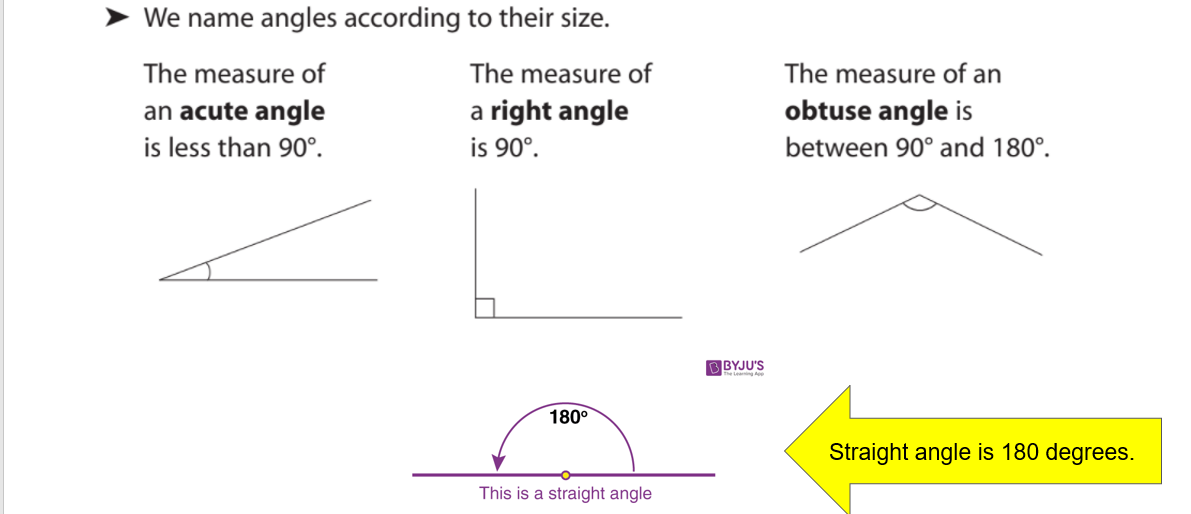 ➤ We name angles according to their size.
The measure of
an acute angle
is less than 90°.
The measure of
a right angle
is 90°.
The measure of an
obtuse angle is
between 90° and 180°.
BYJU'S
The Learning App
180°
This is a straight angle
Straight angle is 180 degrees.